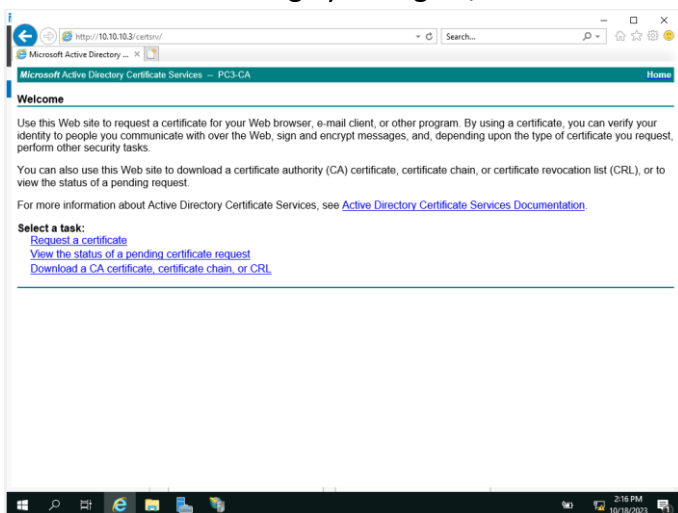 http://10.10.10.3/certsrv/
Search...
Microsoft Active Directory ...
Microsoft Active Directory Certificate Services -- PC3-CA
Home
Welcome
Use this Web site to request a certificate for your Web browser, e-mail client, or other program. By using a certificate, you can verify your
identity to people you communicate with over the Web, sign and encrypt messages, and, depending upon the type of certificate you request,
perform other security tasks.
You can also use this Web site to download a certificate authority (CA) certificate, certificate chain, or certificate revocation list (CRL), or to
view the status of a pending request.
For more information about Active Directory Certificate Services, see Active Directory Certificate Services Documentation.
Select a task:
Request a certificate
View the status of a pending certificate request
Download a CA certificate, certificate chain, or CRL
2:16 PM
10/18/2023